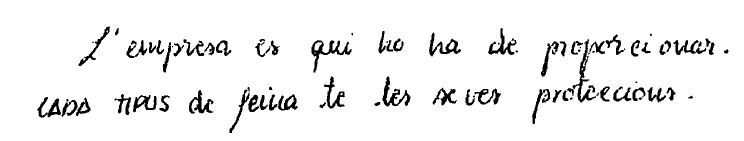 L'empresa es qui ho ha de proporcionar.
CADA TIPUS de feina te les seves proteccions.